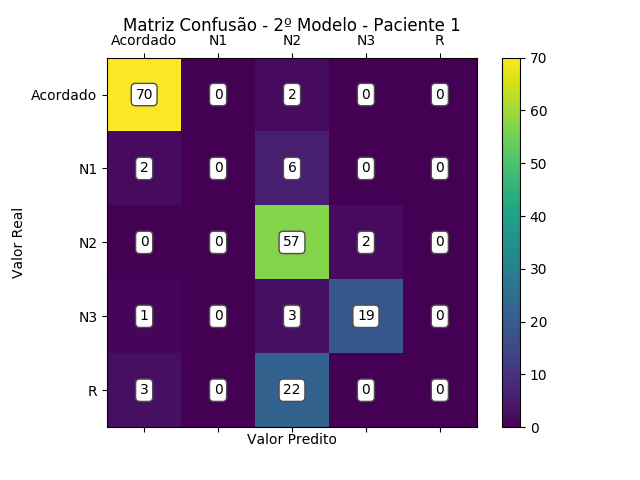 Matriz Confusão - 2º Modelo - Paciente 1
Acordado N1 N2 N3 R
Acordado 70 0 2 0 0
N1 2 0 6 0 0
N2 0 0 57 2 0
N3 1 0 3 19 0
R 3 0 22 0 0
Valor Real
Valor Predito
70
60
50
40
30
20
10
0